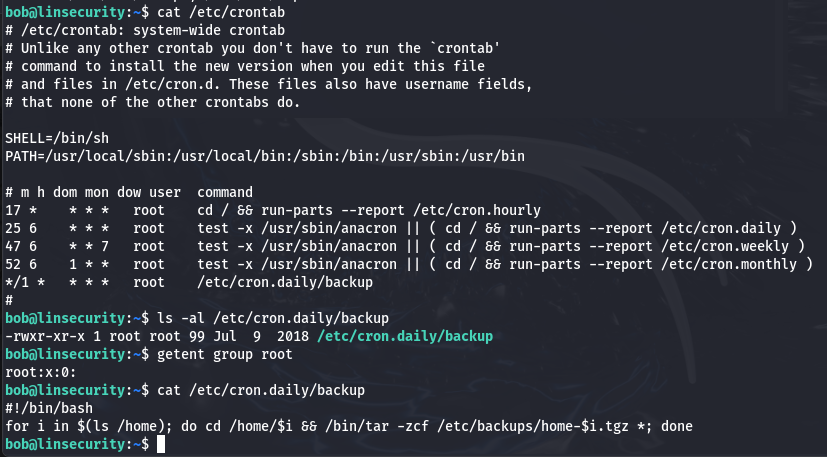 bob@linsecurity:~$ cat /etc/crontab
# /etc/crontab: system-wide crontab
# Unlike any other crontab you don't have to run the `crontab'
# command to install the new version when you edit this file
# and files in /etc/cron.d. These files also have username fields,
# that none of the other crontabs do.

SHELL=/bin/sh
PATH=/usr/local/sbin:/usr/local/bin:/sbin:/bin:/usr/sbin:/usr/bin

# m h dom mon dow user  command
17 *    * * *   root    cd / && run-parts --report /etc/cron.hourly
25 6    * * *   root    test -x /usr/sbin/anacron || ( cd / && run-parts --report /etc/cron.daily )
47 6    * * 7   root    test -x /usr/sbin/anacron || ( cd / && run-parts --report /etc/cron.weekly )
52 6    1 * *   root    test -x /usr/sbin/anacron || ( cd / && run-parts --report /etc/cron.monthly )
*/1 *   * * *   root    /etc/cron.daily/backup
#
bob@linsecurity:~$ ls -al /etc/cron.daily/backup
-rwxr-xr-x 1 root root 99 Jul  9  2018 /etc/cron.daily/backup
bob@linsecurity:~$ getent group root
root:x:0:
bob@linsecurity:~$ cat /etc/cron.daily/backup
#!/bin/bash
for i in $(ls /home); do cd /home/$i && /bin/tar -zcf /etc/backups/home-$i.tgz *; done
bob@linsecurity:~$